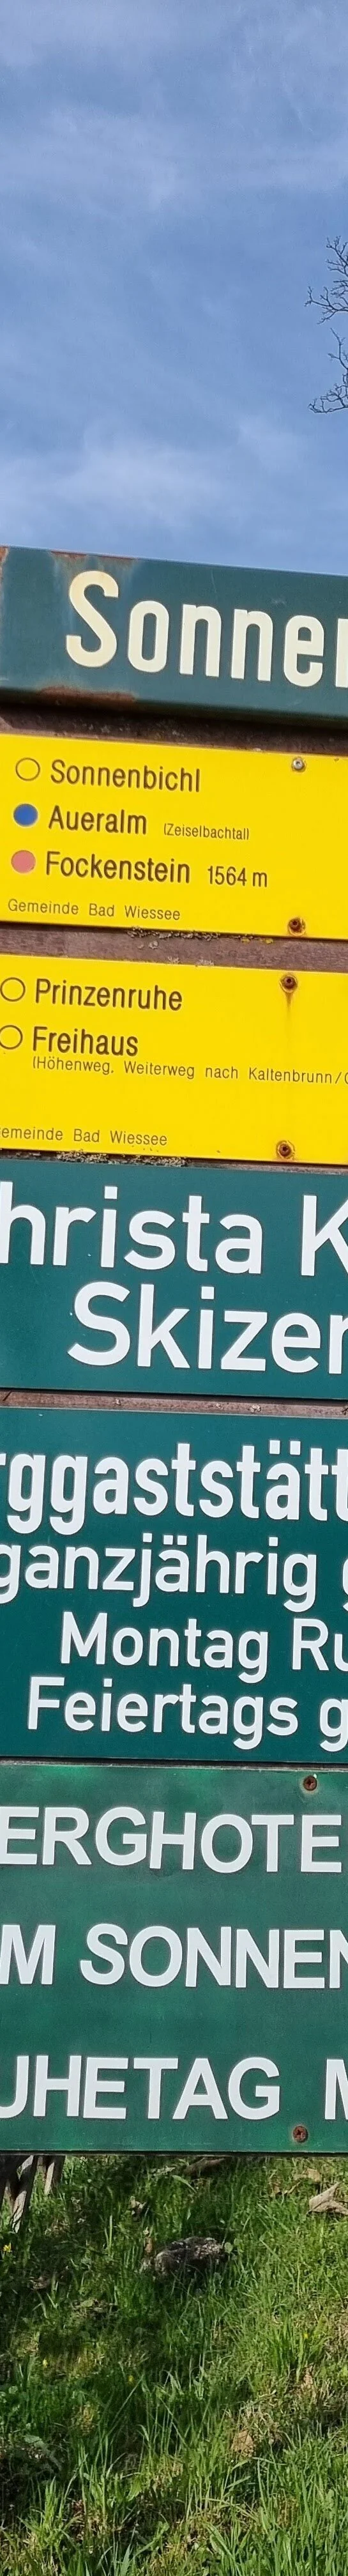 Sonnen
Sonnenbichl
Aueralm (Zeiselbachtal)
Fockenstein 1564 m
Gemeinde Bad Wiessee
Prinzenruhe
Freihaus
(Höhenweg, Weiterweg nach Kaltenbrunn/
emeinde Bad Wiessee
hrista K
Skizen
rggaststätt
ganzjährig g
Montag Ru
Feiertags g
ERGHOTE
M SONNEN
UHETAG M